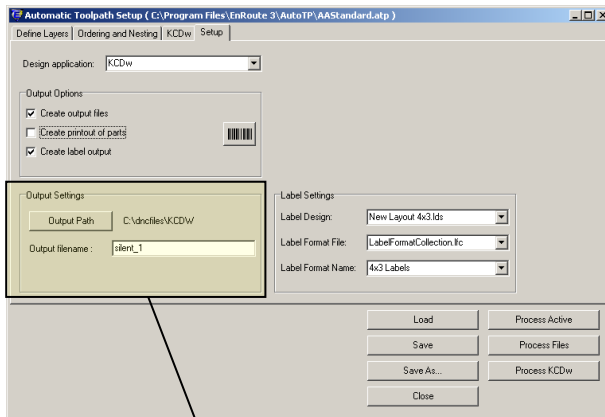 Automatic Toolpath Setup ( C:\Program Files\EnRoute 3\AutoTP\AAStandard.atp )
Define Layers Ordering and Nesting KCDw Setup
Design application: KCDw
Output Options
Create output files
Create printout of parts
Create label output
Output Settings
Output Path C:\dncfiles\KCDW
Output filename : silent_1
Label Settings
Label Design: New Layout 4x3.lds
Label Format File: LabelFormatCollection.lfc
Label Format Name: 4x3 Labels
Load Process Active
Save Process Files
Save As... Process KCDw
Close